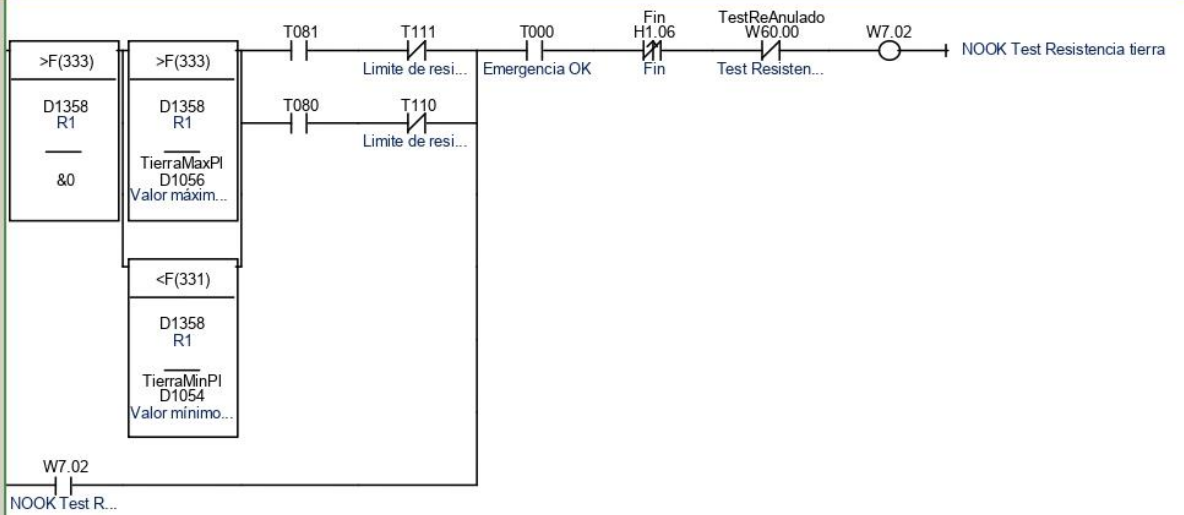 Fin
TestReAnulado
T081
T111
T000
H1.06
W60.00
W7.02
>F(333)
>F(333)
Limite de resi...
Emergencia OK
Fin
Test Resisten...
NOOK Test Resistencia tierra
D1358
R1
&0
D1358
R1
TierraMaxPl
D1056
Valor máxim...
T080
T110
Limite de resi...
<F(331)
D1358
R1
TierraMinPl
D1054
Valor mínimo...
W7.02
NOOK Test R...